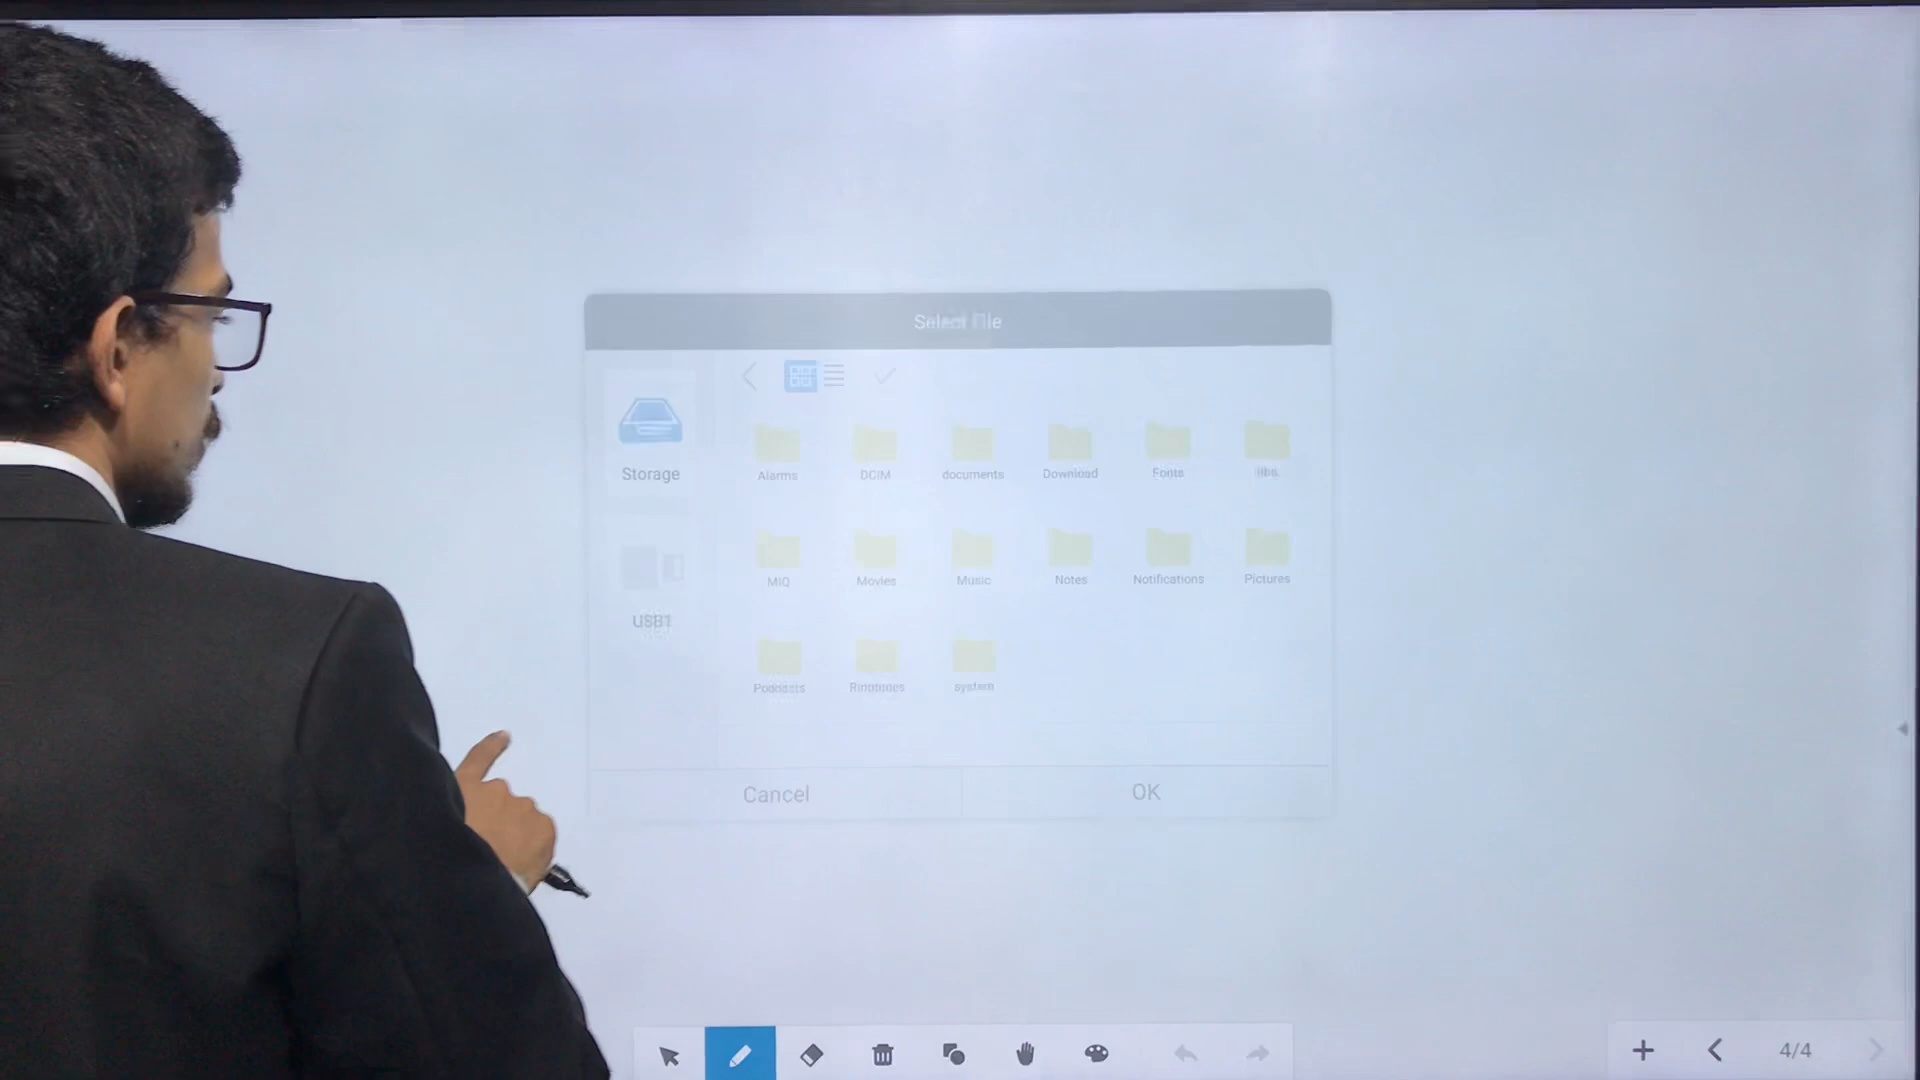 Select File
Storage
USB1
Alarms DCIM documents Download Fonts libs
MIQ Movies Music Notes Notifications Pictures
Podcasts Ringtones system
Cancel OK
4/4